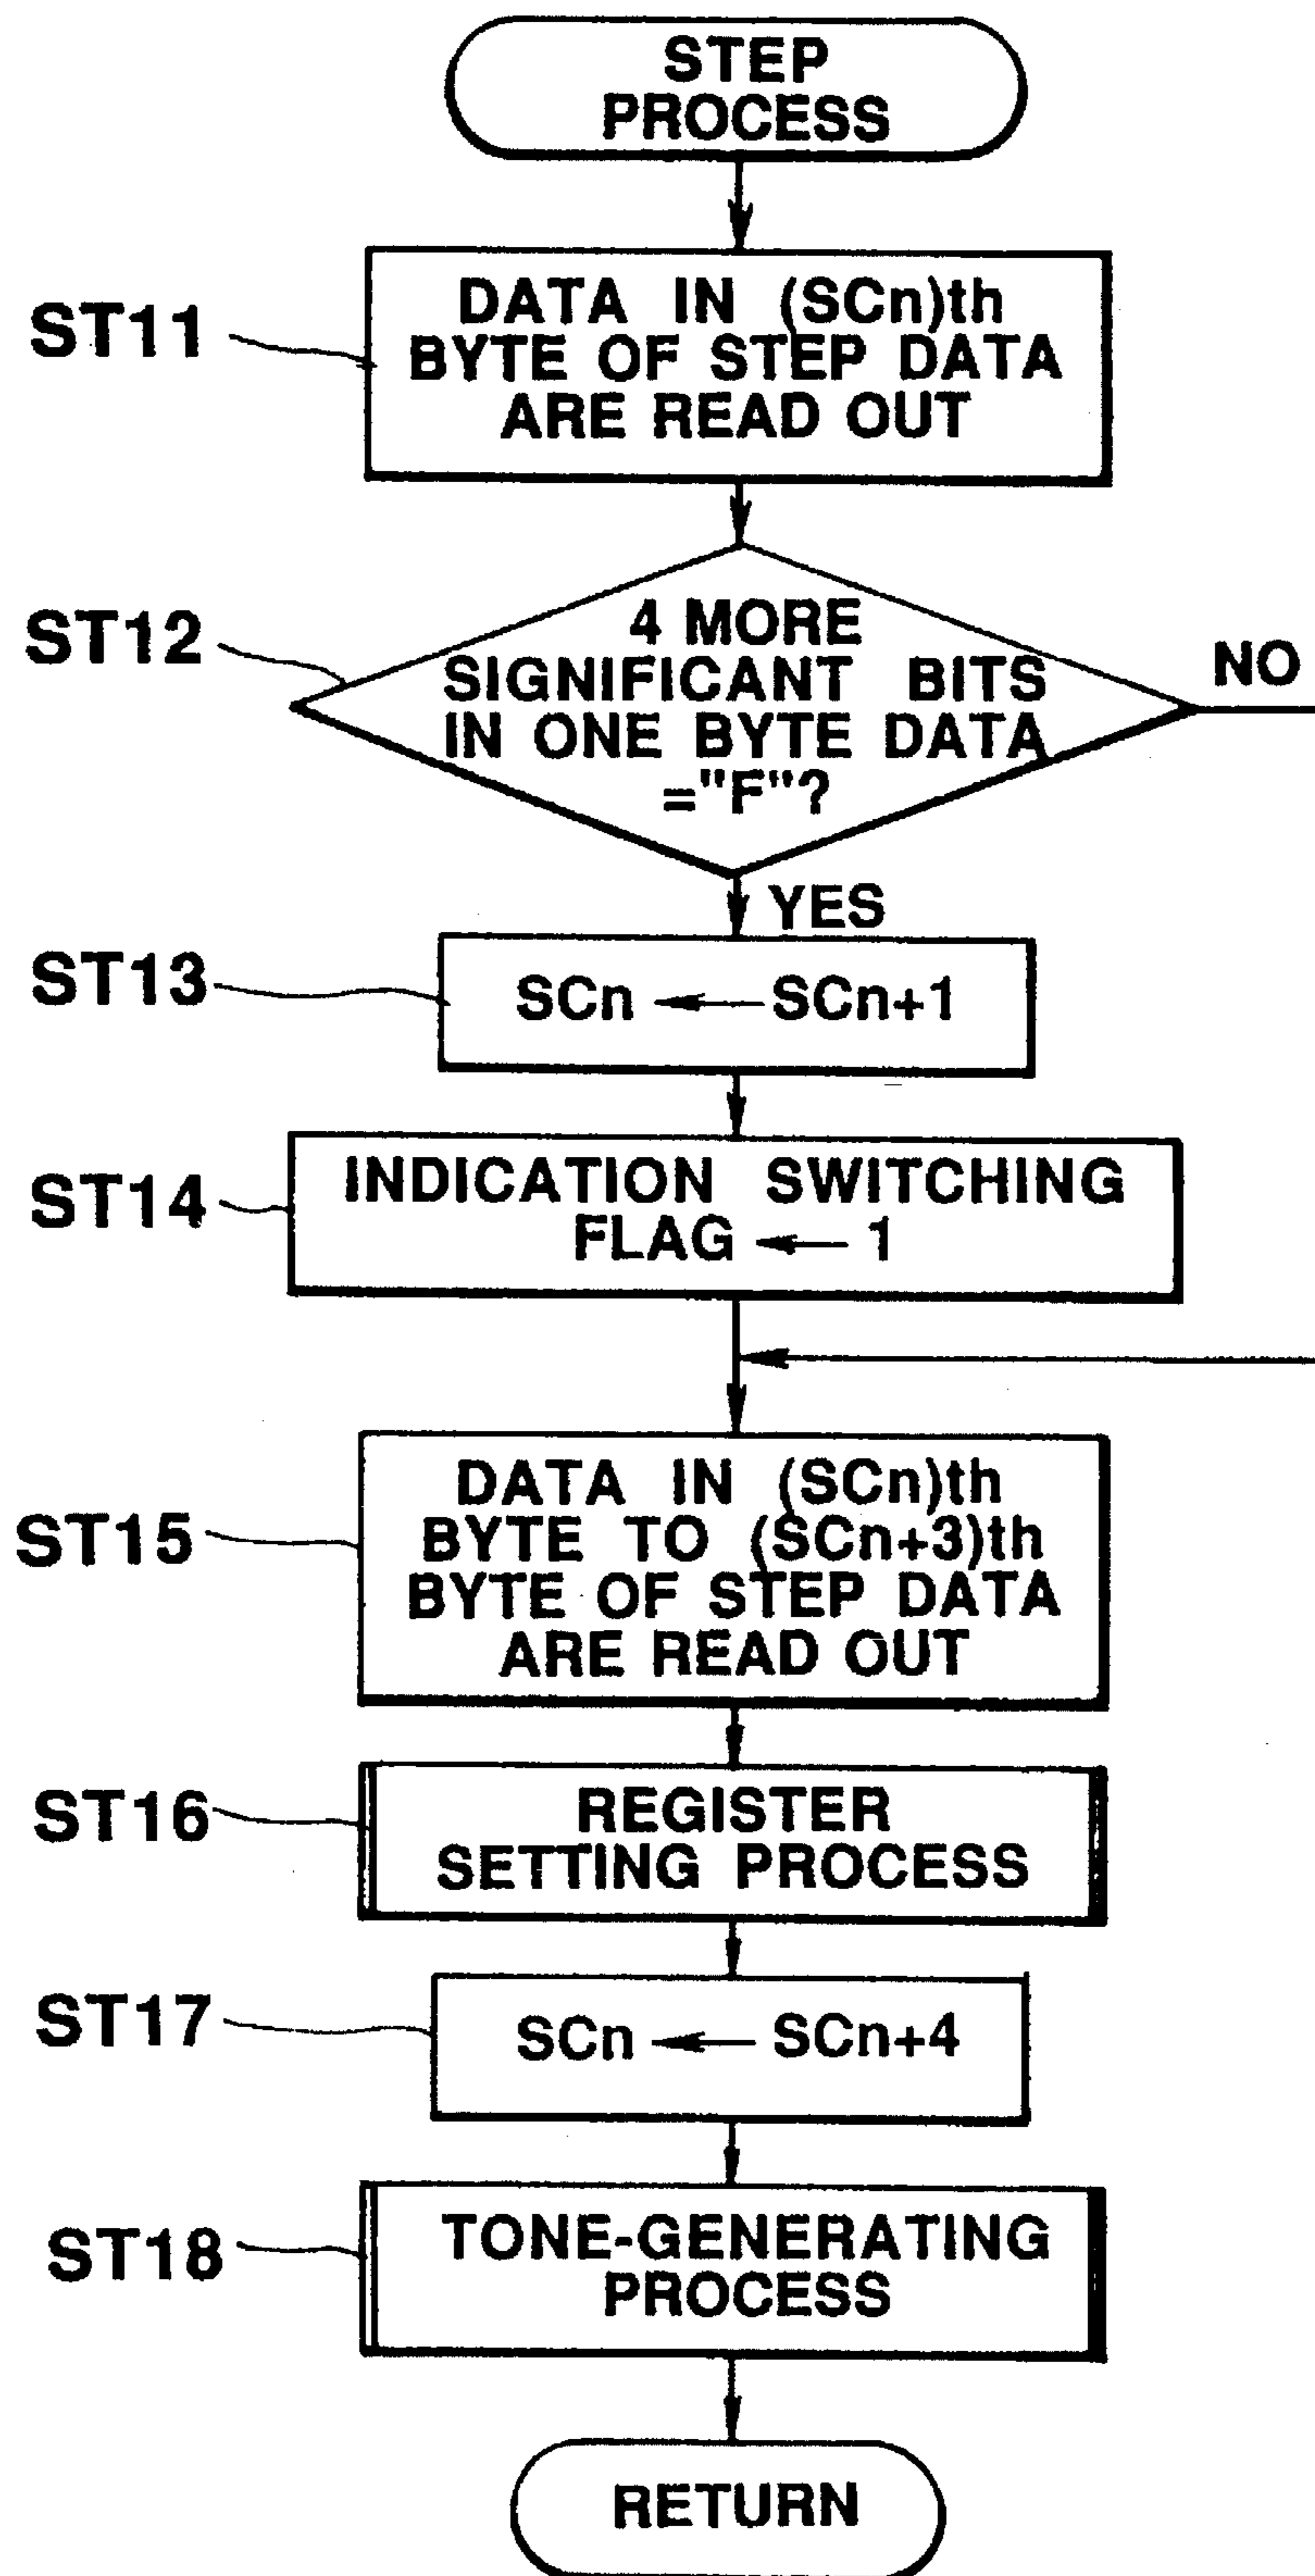 STEP
PROCESS
ST11
DATA IN (SCn)th
BYTE OF STEP DATA
ARE READ OUT
ST12
4 MORE
SIGNIFICANT BITS
IN ONE BYTE DATA
="F"?
NO
YES
ST13
SCn ← SCn+1
ST14
INDICATION SWITCHING
FLAG ← 1
ST15
DATA IN (SCn)th
BYTE TO (SCn+3)th
BYTE OF STEP DATA
ARE READ OUT
ST16
REGISTER
SETTING PROCESS
ST17
SCn ← SCn+4
ST18
TONE-GENERATING
PROCESS
RETURN